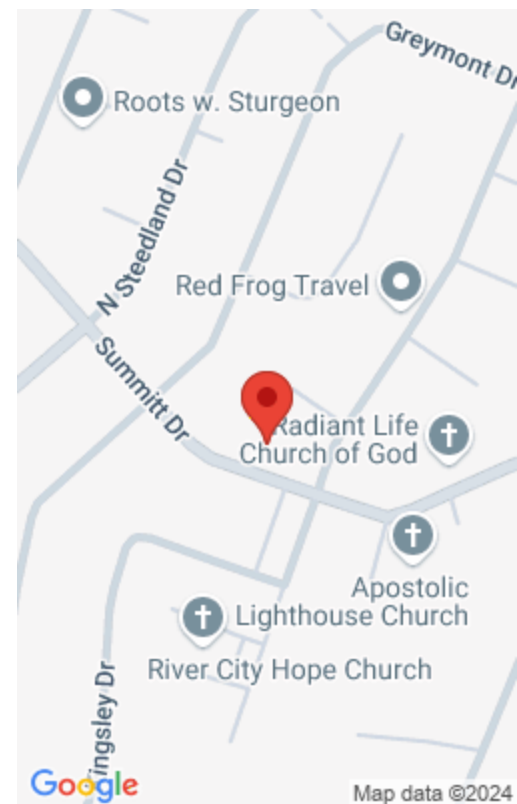 Greymont Dr
Roots w. Sturgeon
N Steedland Dr
Red Frog Travel
Summitt Dr
Radiant Life
Church of God
Apostolic
Lighthouse Church
River City Hope Church
ingsley Dr
Google
Map data ©2024